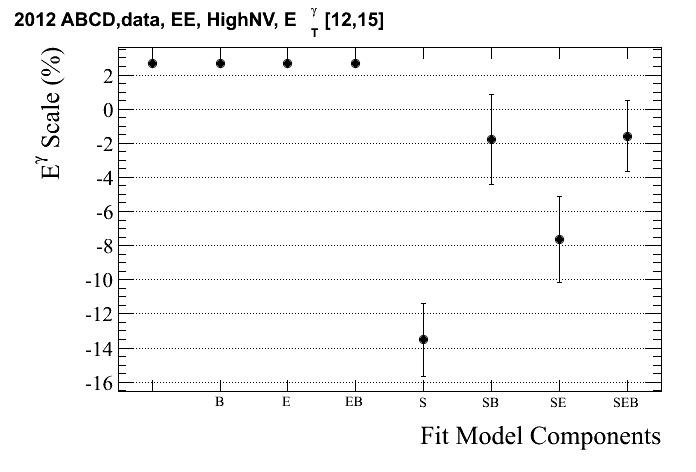 2012 ABCD,data, EE, HighNV, E γ T [12,15]
Eγ Scale (%)
2
0
-2
-4
-6
-8
-10
-12
-14
-16
B E EB S SB SE SEB
Fit Model Components